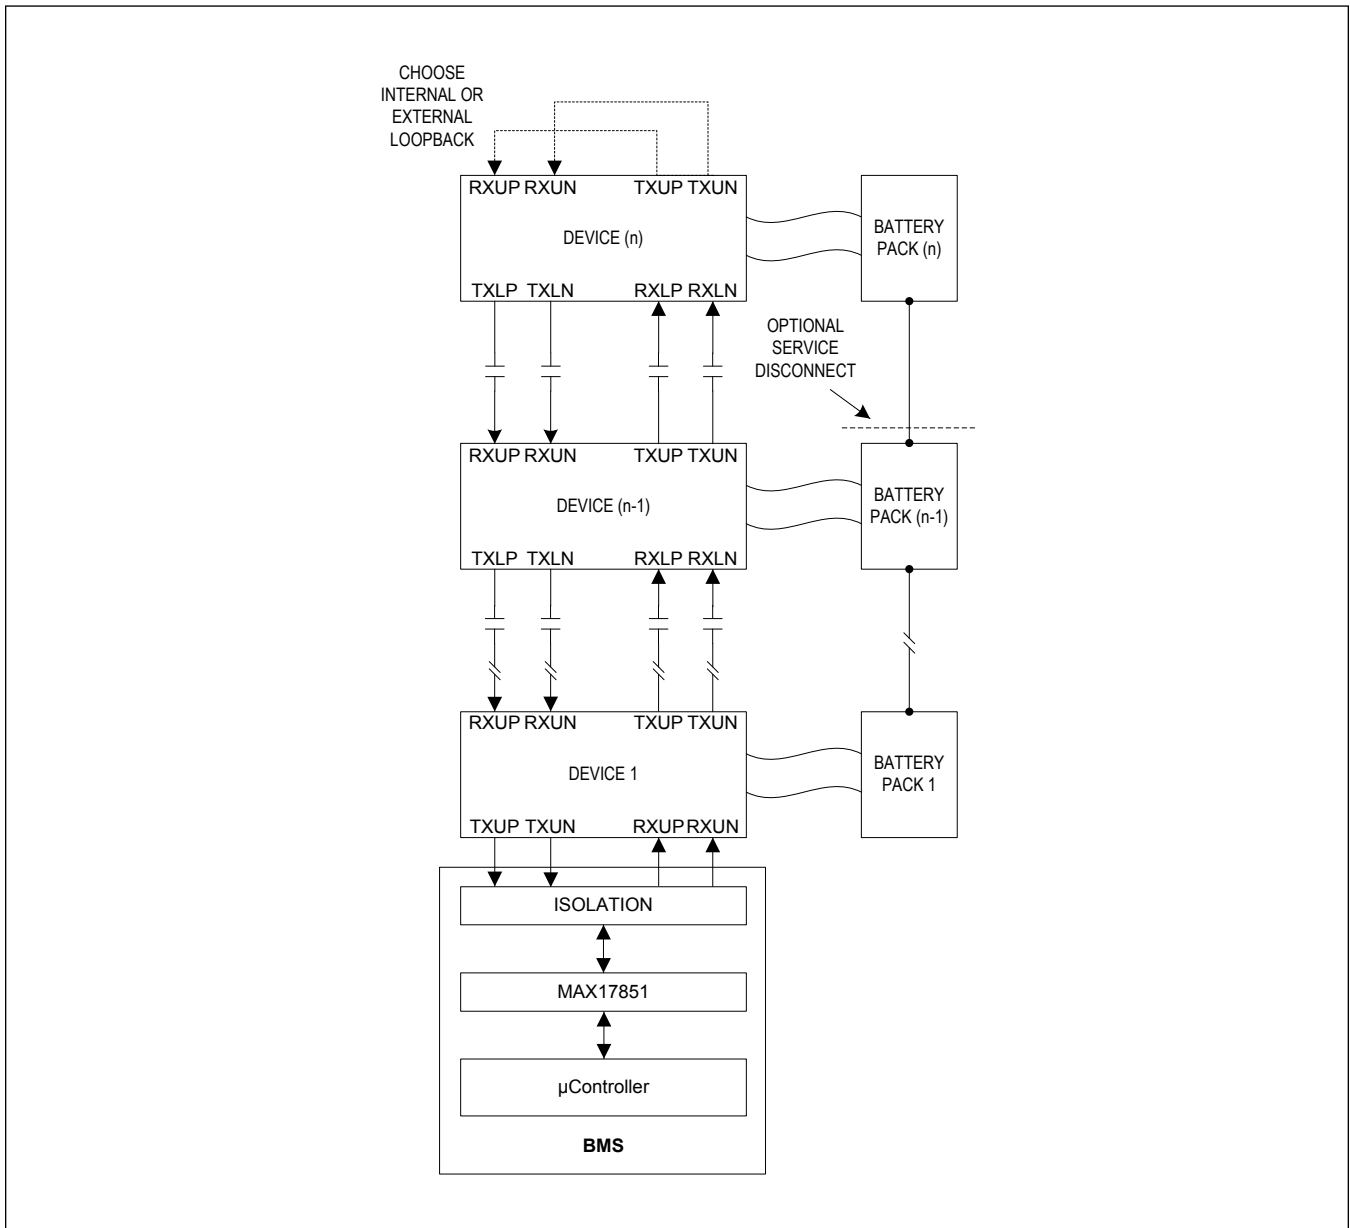 CHOOSE
INTERNAL OR
EXTERNAL
LOOPBACK
RXUP RXUN TXUP TXUN
DEVICE (n)
BATTERY
PACK (n)
TXLP TXLN RXLP RXLN
OPTIONAL
SERVICE
DISCONNECT
RXUP RXUN TXUP TXUN
DEVICE (n-1)
BATTERY
PACK (n-1)
TXLP TXLN RXLP RXLN
RXUP RXUN TXUP TXUN
DEVICE 1
BATTERY
PACK 1
TXUP TXUN RXUP RXUN
ISOLATION
MAX17851
µController
BMS